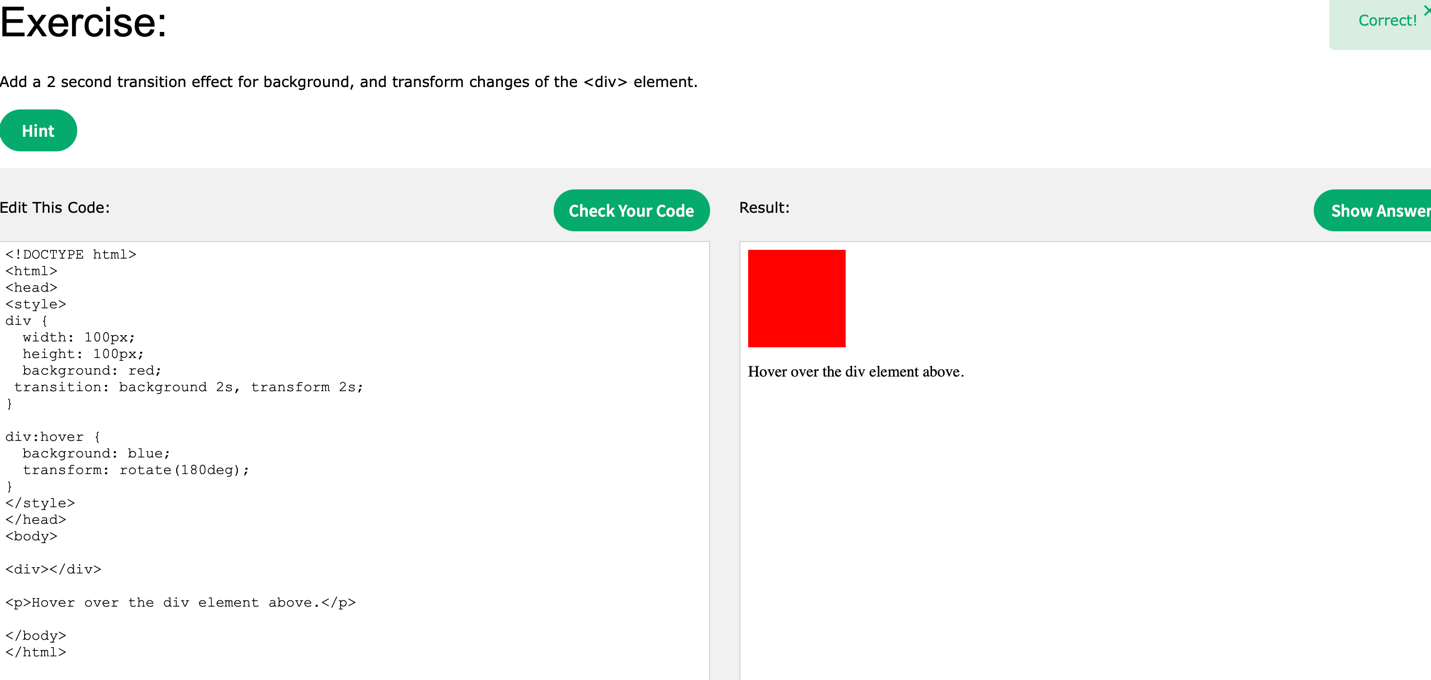 Exercise:
Correct!
×
Add a 2 second transition effect for background, and transform changes of the <div> element.
Hint
Edit This Code:
Check Your Code
Result:
Show Answer
<!DOCTYPE html>
<html>
<head>
<style>
div {
  width: 100px;
  height: 100px;
  background: red;
 transition: background 2s, transform 2s;
}

div:hover {
  background: blue;
  transform: rotate(180deg);
}
</style>
</head>
<body>

<div></div>

<p>Hover over the div element above.</p>

</body>
</html>
Hover over the div element above.